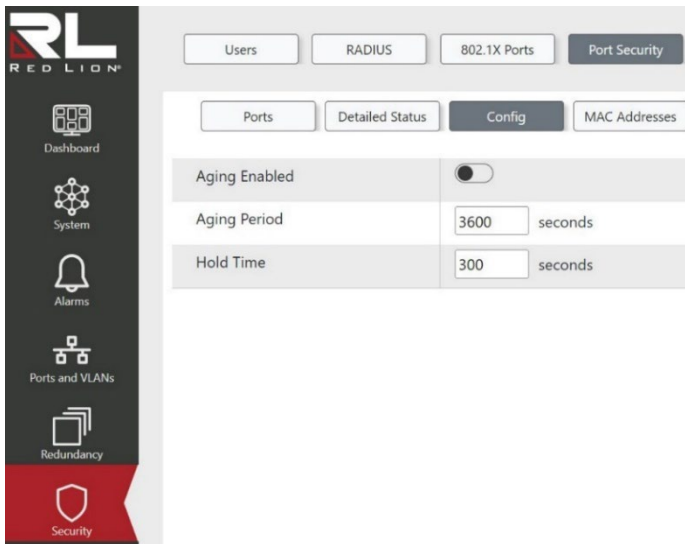 RL
RED LION®
Users RADIUS 802.1X Ports Port Security
Ports Detailed Status Config MAC Addresses
Dashboard
System
Alarms
Ports and VLANs
Redundancy
Security
Aging Enabled
Aging Period 3600 seconds
Hold Time 300 seconds